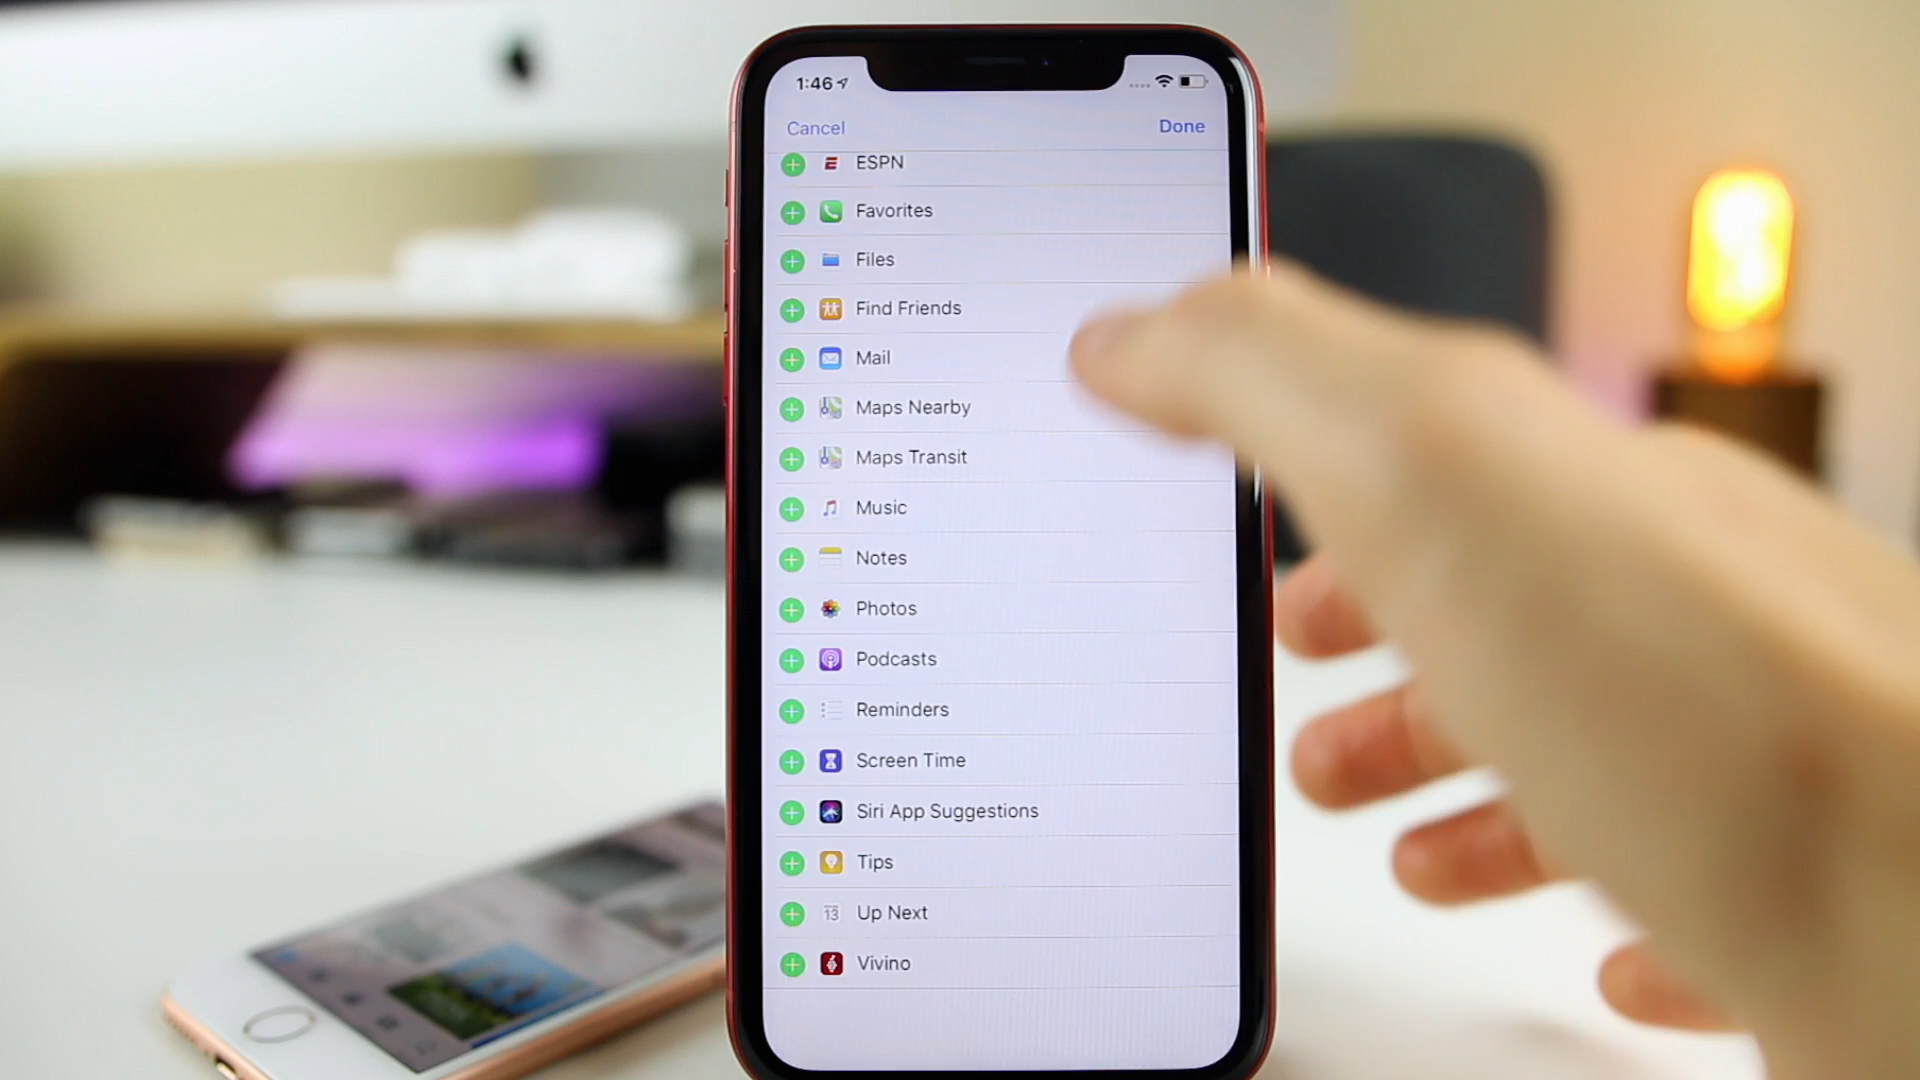 1:46
Cancel
Done
ESPN
Favorites
Files
Find Friends
Mail
Maps Nearby
Maps Transit
Music
Notes
Photos
Podcasts
Reminders
Screen Time
Siri App Suggestions
Tips
13
Up Next
Vivino